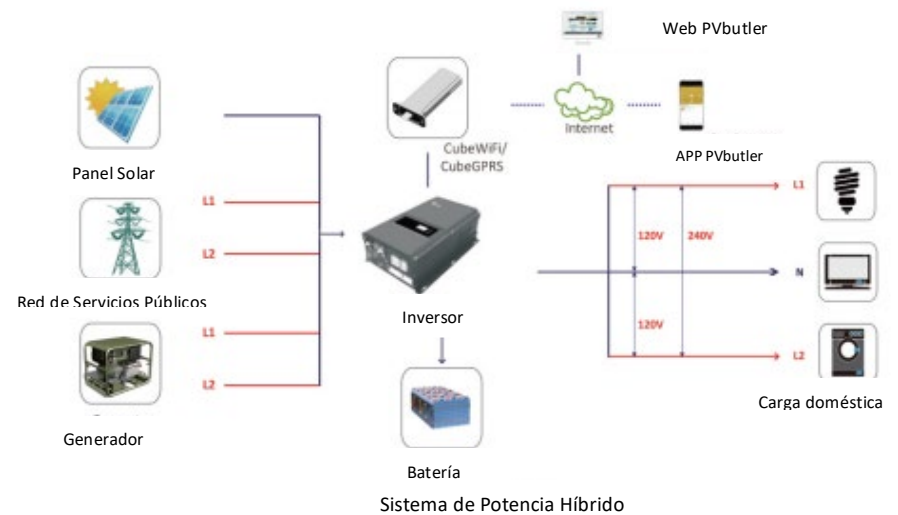 Web PVbutler
Internet
APP PVbutler
CubeWiFi/
CubeGPRS
Panel Solar
L1
L2
Red de Servicios Públicos
L1
L2
Generador
Inversor
Batería
L1
120V
240V
N
120V
L2
Carga doméstica
Sistema de Potencia Híbrido